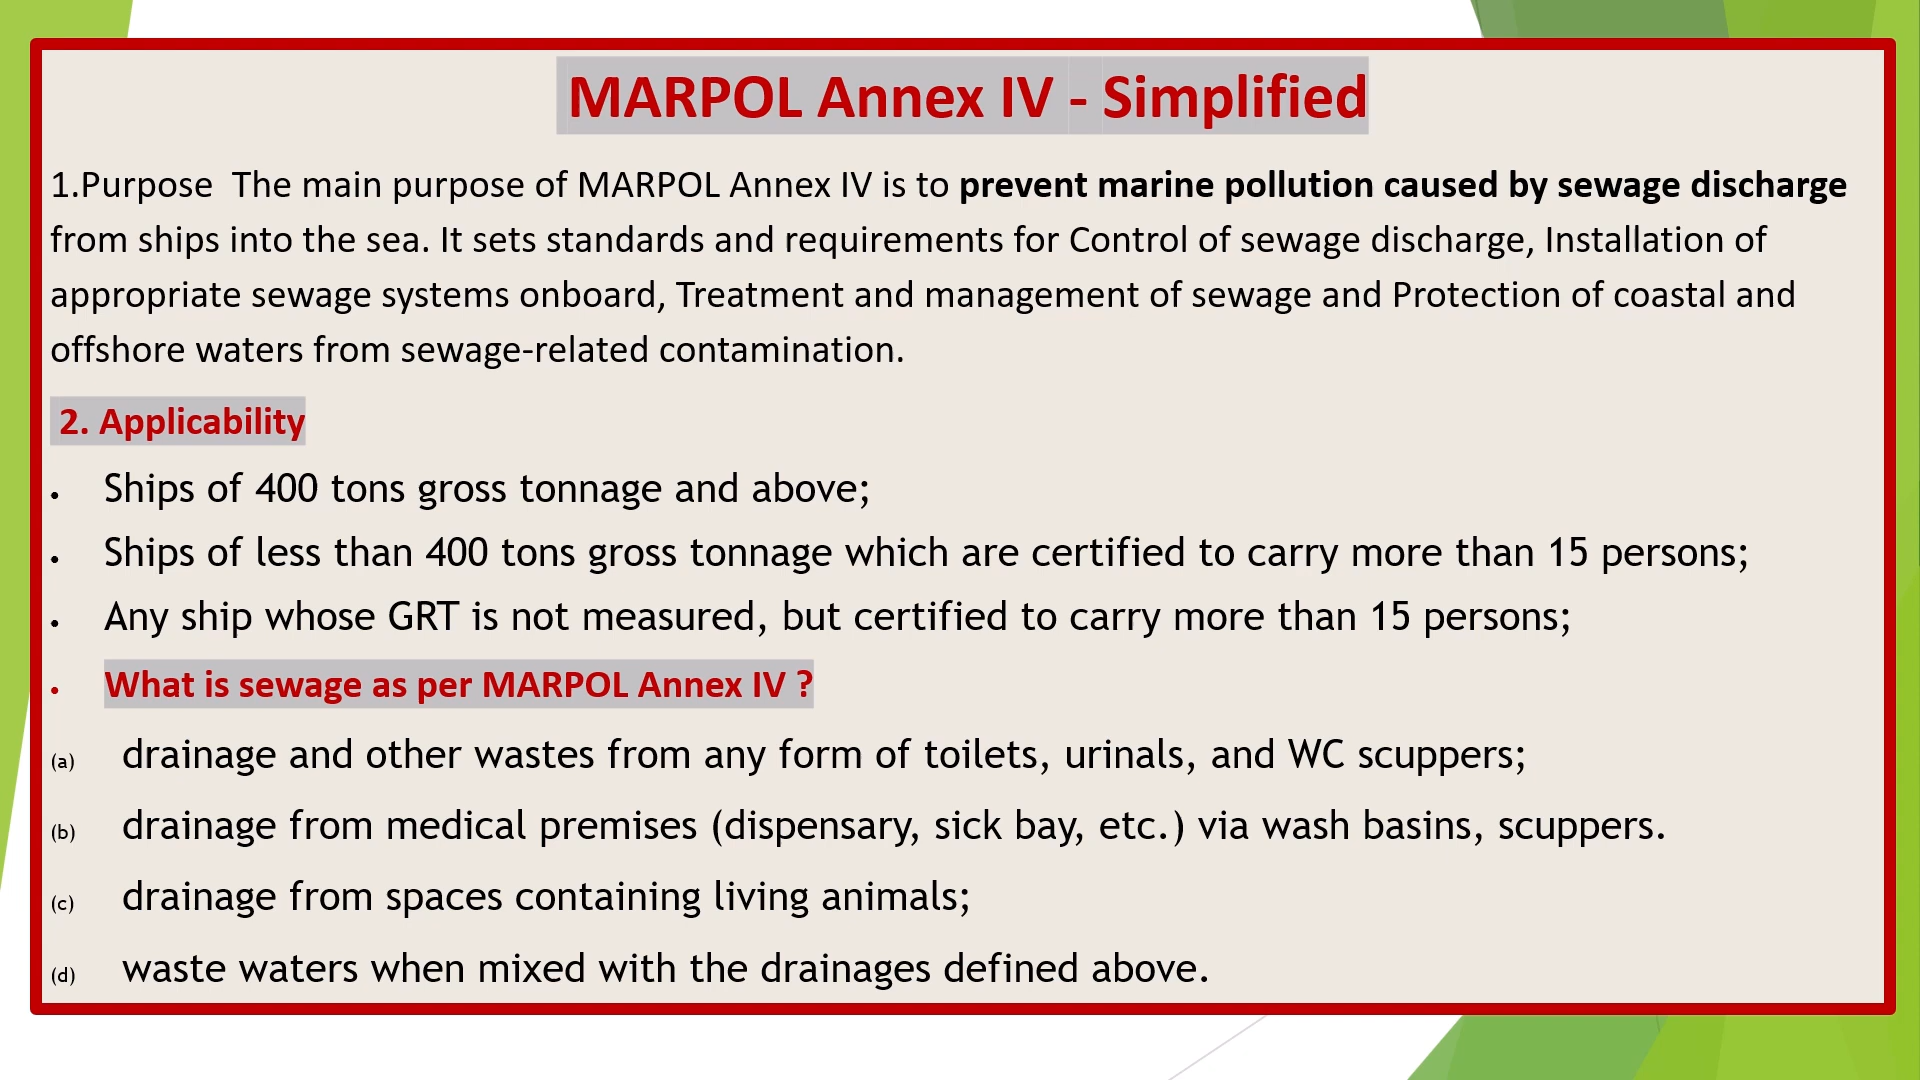 MARPOL Annex IV - Simplified
1.Purpose  The main purpose of MARPOL Annex IV is to prevent marine pollution caused by sewage discharge
from ships into the sea. It sets standards and requirements for Control of sewage discharge, Installation of
appropriate sewage systems onboard, Treatment and management of sewage and Protection of coastal and
offshore waters from sewage-related contamination.
2. Applicability
• Ships of 400 tons gross tonnage and above;
• Ships of less than 400 tons gross tonnage which are certified to carry more than 15 persons;
• Any ship whose GRT is not measured, but certified to carry more than 15 persons;
• What is sewage as per MARPOL Annex IV ?
(a) drainage and other wastes from any form of toilets, urinals, and WC scuppers;
(b) drainage from medical premises (dispensary, sick bay, etc.) via wash basins, scuppers.
(c) drainage from spaces containing living animals;
(d) waste waters when mixed with the drainages defined above.